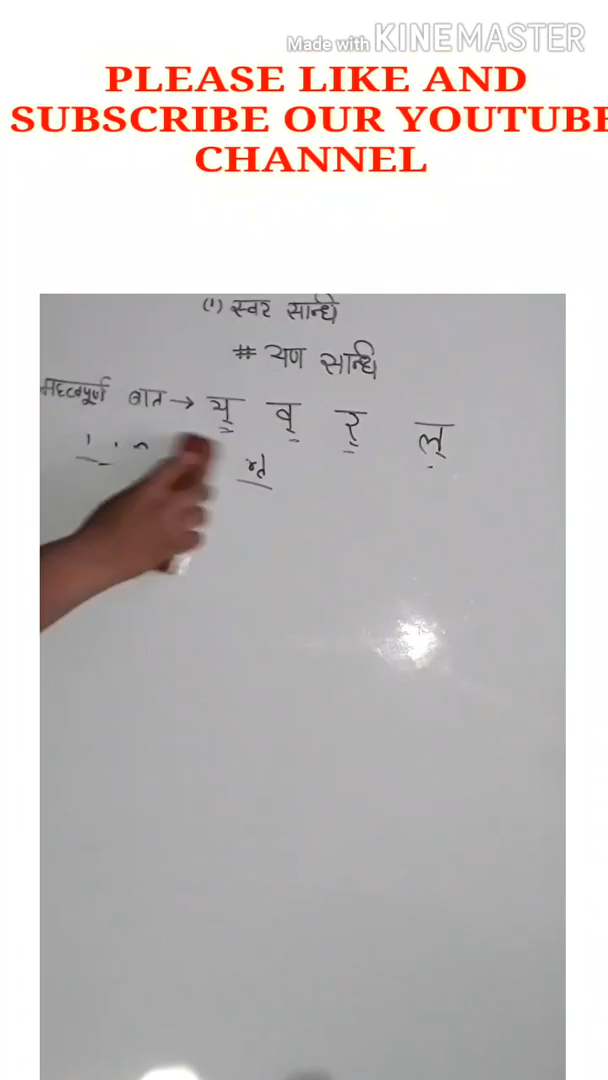 Made with KINEMASTER
PLEASE LIKE AND
SUBSCRIBE OUR YOUTUBE
CHANNEL
(1) स्वर सन्धि
# यण सन्धि
महत्वपूर्ण बात → य् व् र् ल्